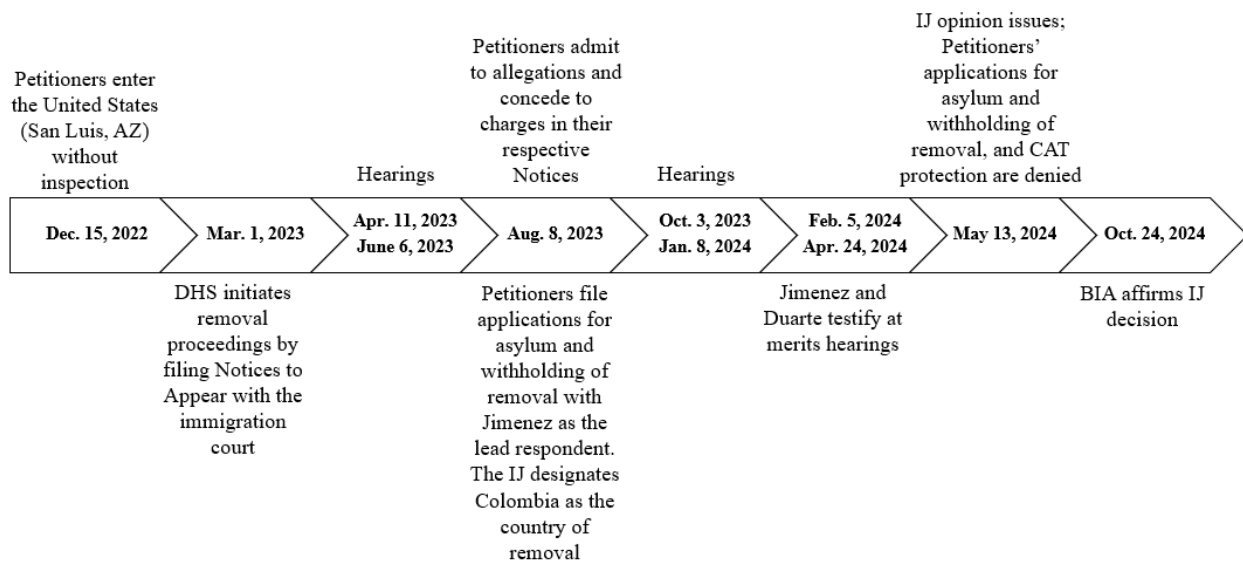 Petitioners enter
the United States
(San Luis, AZ)
without
inspection
Dec. 15, 2022
Mar. 1, 2023
DHS initiates
removal
proceedings by
filing Notices to
Appear with the
immigration
court
Hearings
Apr. 11, 2023
June 6, 2023
Petitioners admit
to allegations and
concede to
charges in their
respective
Notices
Aug. 8, 2023
Petitioners file
applications for
asylum and
withholding of
removal with
Jimenez as the
lead respondent.
The IJ designates
Colombia as the
country of
removal
Hearings
Oct. 3, 2023
Jan. 8, 2024
Feb. 5, 2024
Apr. 24, 2024
Jimenez and
Duarte testify at
merits hearings
IJ opinion issues;
Petitioners’
applications for
asylum and
withholding of
removal, and CAT
protection are denied
May 13, 2024
Oct. 24, 2024
BIA affirms IJ
decision